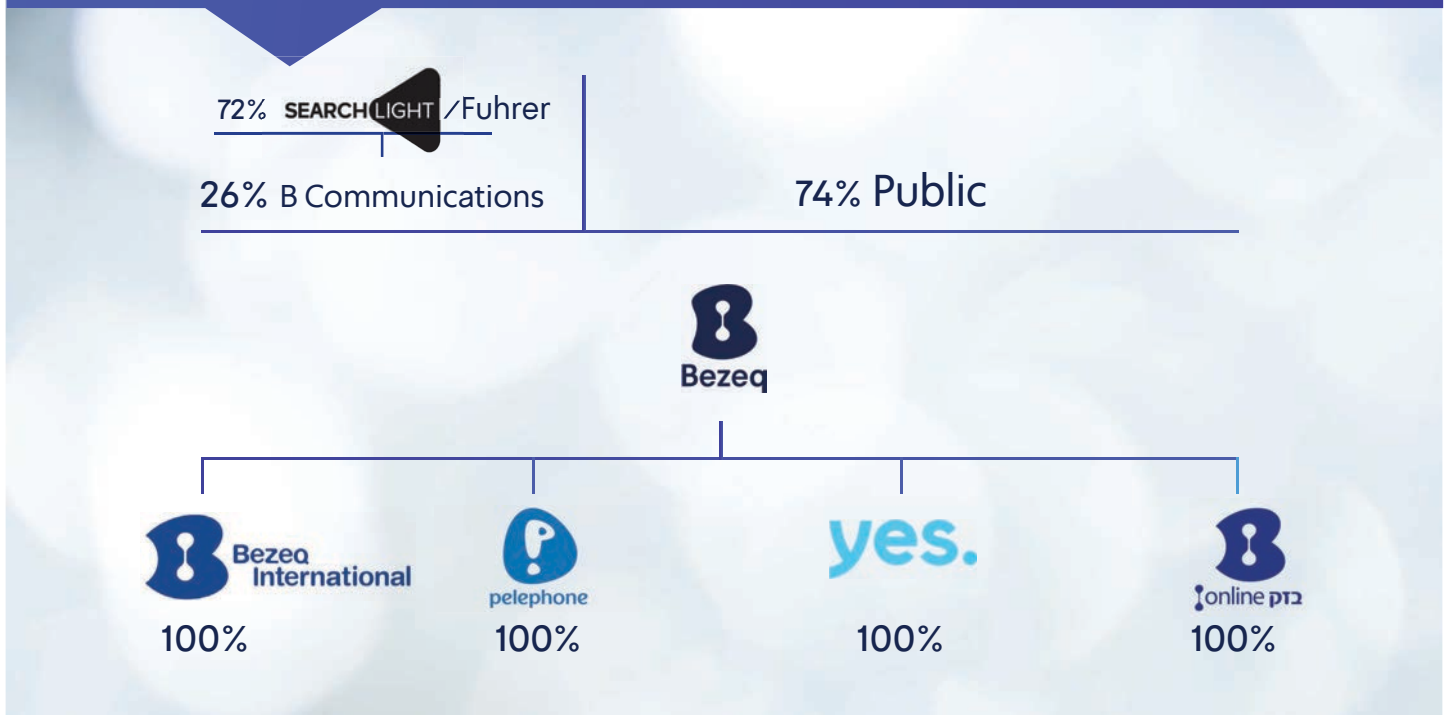 72% SEARCHLIGHT /Fuhrer
26% B Communications
74% Public
Bezeq
Bezeq
International
pelephone
yes.
online בזק
100%
100%
100%
100%